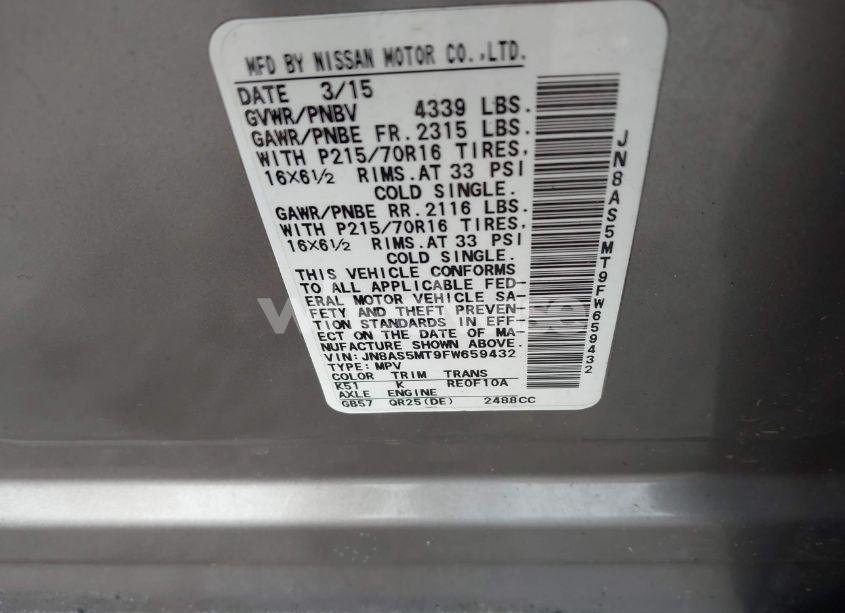 MFD BY NISSAN MOTOR CO.,LTD.
DATE 3/15
GVWR/PNBV 4339 LBS.
GAWR/PNBE FR. 2315 LBS.
WITH P215/70R16 TIRES,
16X6½ RIMS. AT 33 PSI
COLD SINGLE.
GAWR/PNBE RR. 2116 LBS.
WITH P215/70R16 TIRES,
16X6½ RIMS. AT 33 PSI
COLD SINGLE.
THIS VEHICLE CONFORMS
TO ALL APPLICABLE FED-
ERAL MOTOR VEHICLE SA-
FETY AND THEFT PREVEN-
TION STANDARDS IN EFF-
ECT ON THE DATE OF MA-
NUFACTURE SHOWN ABOVE.
VIN: JN8AS5MT9FW659432
TYPE: MPV
COLOR TRIM TRANS
K51 K RE0F10A
AXLE ENGINE
GB57 QR25(DE) 2488CC
JN8AS5MT9FW659432